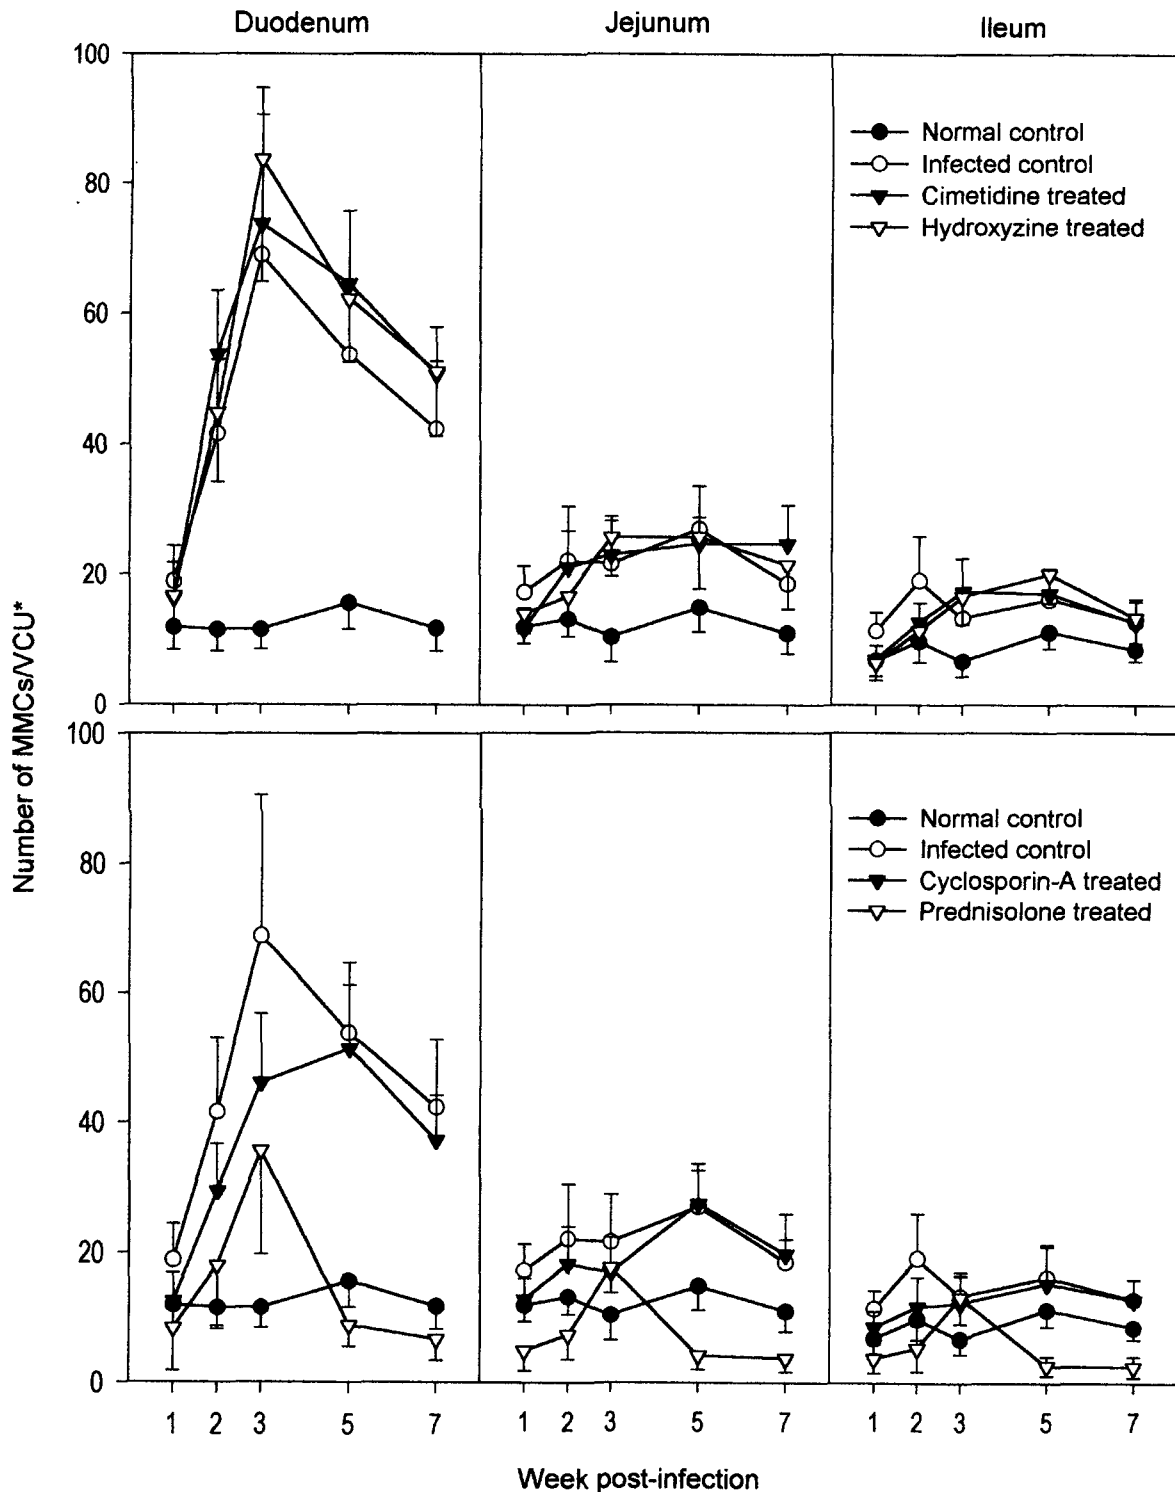 Duodenum Jejunum Ileum
100
80
60
40
20
0
Normal control
Infected control
Cimetidine treated
Hydroxyzine treated
Number of MMCs/VCU*
100
80
60
40
20
0
Normal control
Infected control
Cyclosporin-A treated
Prednisolone treated
1 2 3 5 7 1 2 3 5 7 1 2 3 5 7
Week post-infection